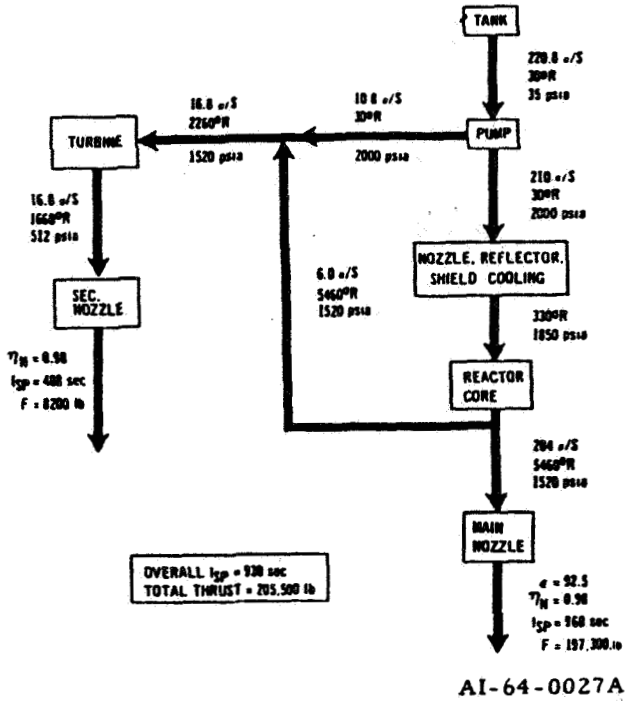 TANK
220.8 #/S
30°R
35 psia
16.8 #/S
2260°R
1520 psia
10.8 #/S
30°R
2000 psia
TURBINE
PUMP
210 #/S
30°R
2000 psia
16.8 #/S
1660°R
512 psia
NOZZLE, REFLECTOR,
SHIELD COOLING
6.0 #/S
5460°R
1520 psia
SEC.
NOZZLE
330°R
1850 psia
ηN = 0.98
ISP = 488 sec
F = 8200 lb
REACTOR
CORE
204 #/S
5460°R
1520 psia
MAIN
NOZZLE
OVERALL ISP = 930 sec
TOTAL THRUST = 205,500 lb
ε = 92.5
ηN = 0.98
ISP = 968 sec
F = 197,300 lb
AI-64-0027A